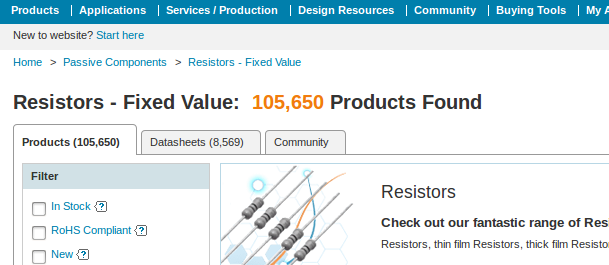 Products | Applications | Services / Production | Design Resources | Community | Buying Tools | My
New to website? Start here
Home > Passive Components > Resistors - Fixed Value
Resistors - Fixed Value: 105,650 Products Found
Products (105,650) Datasheets (8,569) Community
Filter
In Stock ?
RoHS Compliant ?
New ?
Resistors
Check out our fantastic range of
Resistors, thin film Resistors, thick film